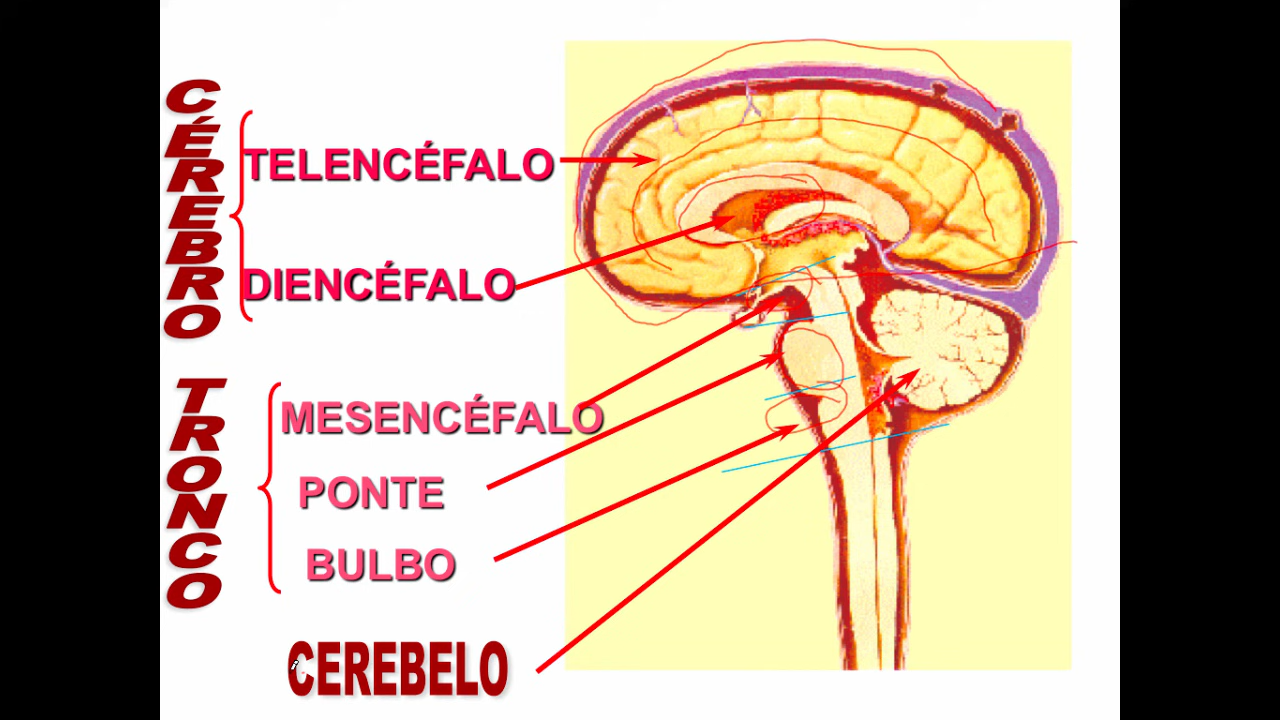 CÉREBRO
TELENCÉFALO
DIENCÉFALO
TRONCO
MESENCÉFALO
PONTE
BULBO
CEREBELO